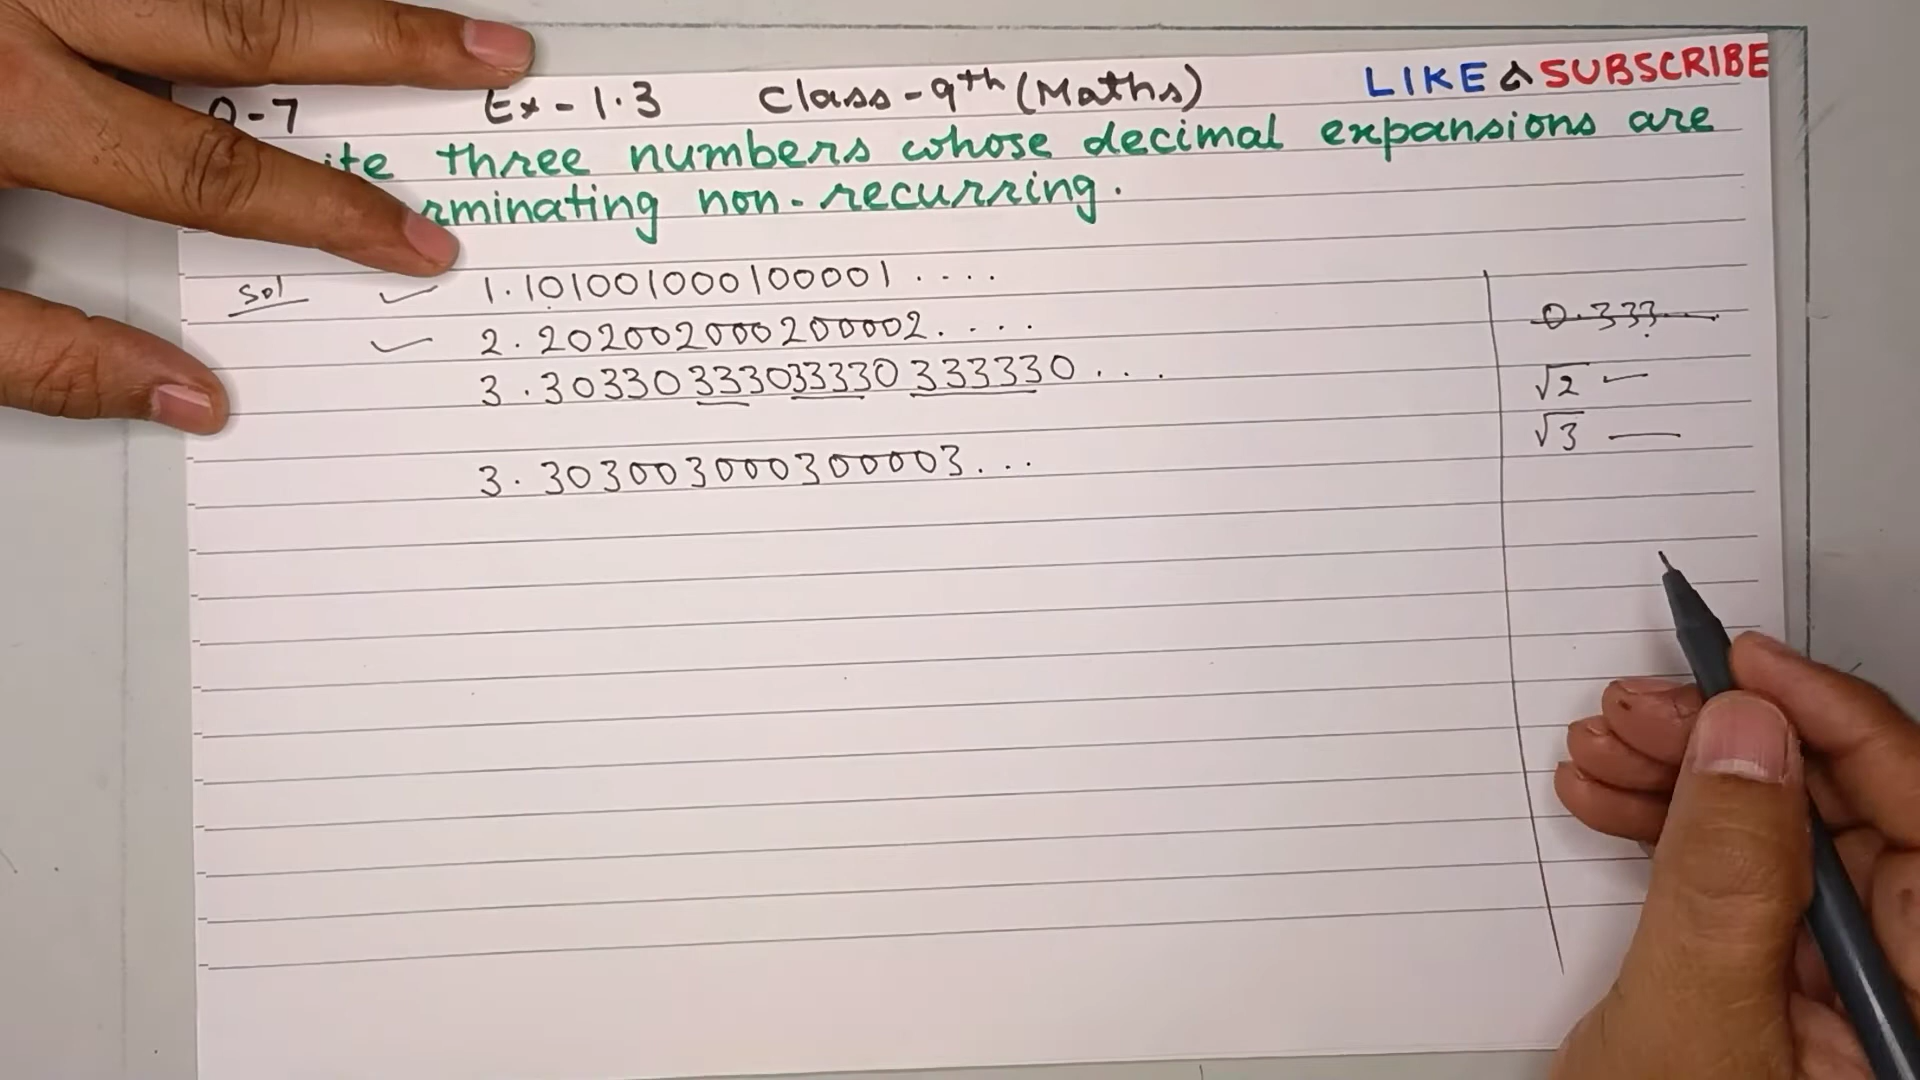 Q-7 Ex-1.3 Class-9th (Maths) LIKE & SUBSCRIBE
ite three numbers whose decimal expansions are
rminating non-recurring.
Sol ✓ 1.101001000100001....
✓ 2.202002000200002....
3.303303330333303333330...
3.303003000300003...
0.333...
√2
√3